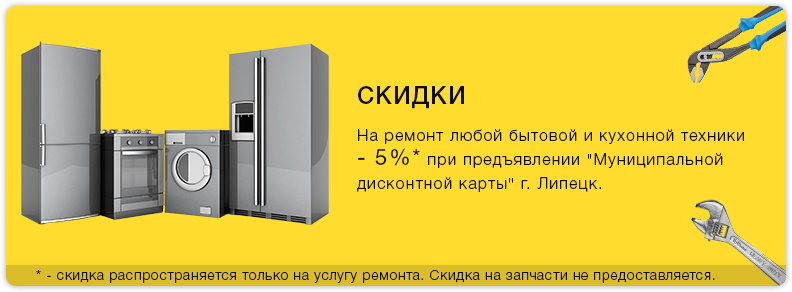 СКИДКИ
На ремонт любой бытовой и кухонной техники
- 5%* при предъявлении "Муниципальной
дисконтной карты" г. Липецк.
* - скидка распространяется только на услугу ремонта. Скидка на запчасти не предоставляется.